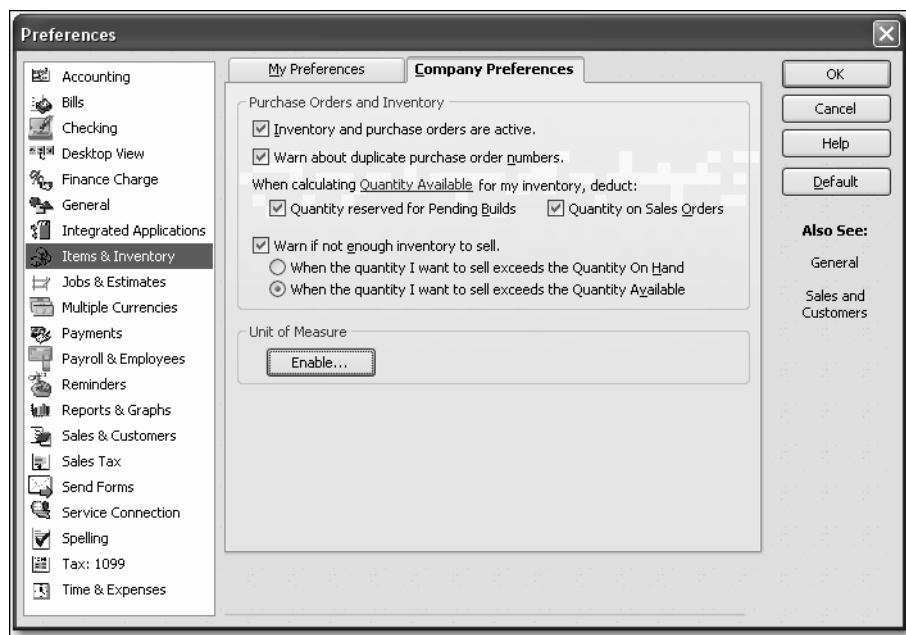 Preferences
Accounting
Bills
Checking
Desktop View
Finance Charge
General
Integrated Applications
Items & Inventory
Jobs & Estimates
Multiple Currencies
Payments
Payroll & Employees
Reminders
Reports & Graphs
Sales & Customers
Sales Tax
Send Forms
Service Connection
Spelling
Tax: 1099
Time & Expenses
My Preferences
Company Preferences
Purchase Orders and Inventory
Inventory and purchase orders are active.
Warn about duplicate purchase order numbers.
When calculating Quantity Available for my inventory, deduct:
Quantity reserved for Pending Builds
Quantity on Sales Orders
Warn if not enough inventory to sell.
When the quantity I want to sell exceeds the Quantity On Hand
When the quantity I want to sell exceeds the Quantity Available
Unit of Measure
Enable...
OK
Cancel
Help
Default
Also See:
General
Sales and
Customers